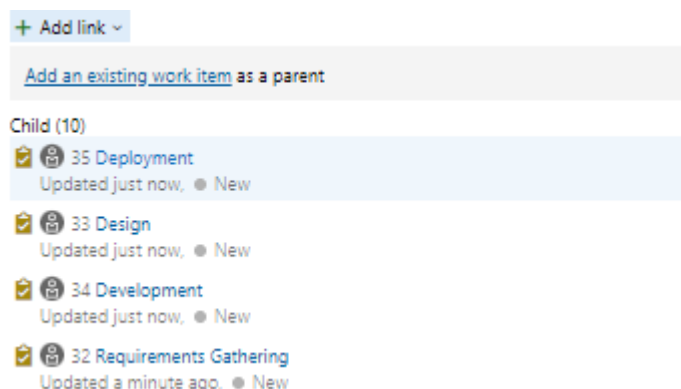 + Add link
Add an existing work item as a parent
Child (10)
35 Deployment
Updated just now, New
33 Design
Updated just now, New
34 Development
Updated just now, New
32 Requirements Gathering
Updated a minute ago, New